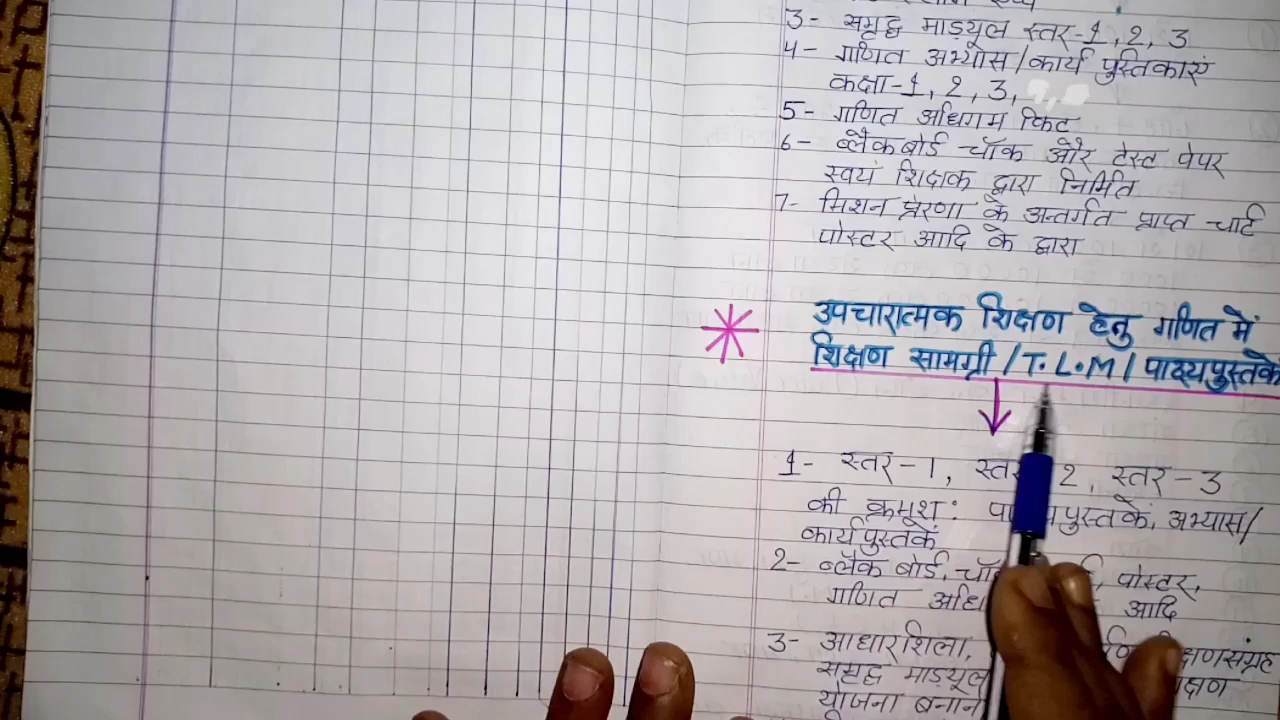 3- समृद्ध माड्यूल स्तर-1, 2, 3
4- गणित अभ्यास/कार्य पुस्तिकाएं
कक्षा-1, 2, 3,
5- गणित अधिगम किट
6- ब्लैकबोर्ड चॉक और टेस्ट पेपर
स्वयं शिक्षक द्वारा निर्मित
7- मिशन प्रेरणा के अन्तर्गत प्राप्त चार्ट
पोस्टर आदि के द्वारा
उपचारात्मक शिक्षण हेतु गणित में
शिक्षण सामग्री/T.L.M/पाठ्यपुस्तकें
1- स्तर-1, स्तर 2, स्तर-3
की क्रमश: पुस्तकें, अभ्यास/
कार्यपुस्तकें
2- ब्लैक बोर्ड, पोस्टर,
गणित आदि
3- आधारशिला,
समृद्ध माड्यूल
योजना बनाने